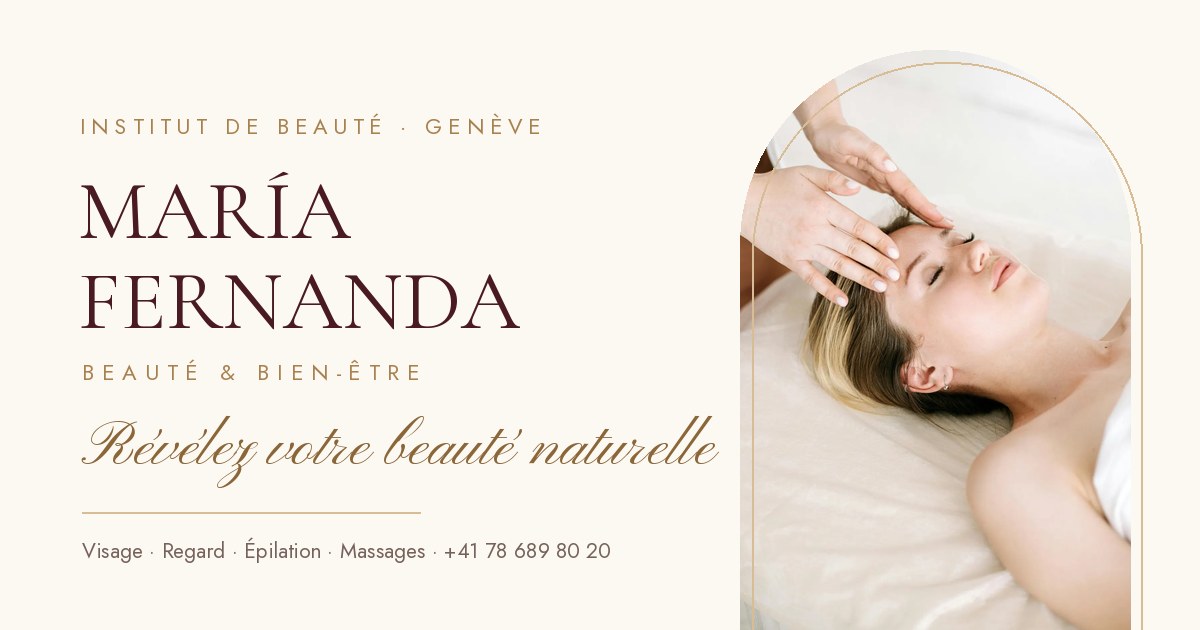 INSTITUT DE BEAUTÉ · GENÈVE
MARÍA
FERNANDA
BEAUTÉ & BIEN-ÊTRE
Révélez votre beauté naturelle
Visage · Regard · Épilation · Massages · +41 78 689 80 20